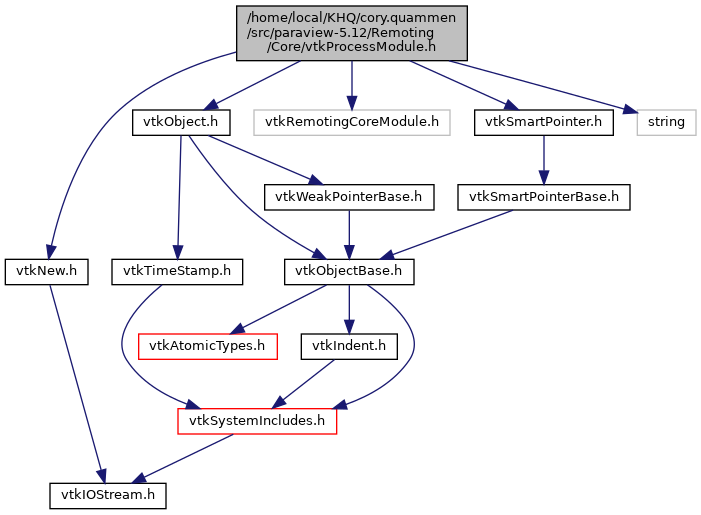 /home/local/KHQ/cory.quammen
/src/paraview-5.12/Remoting
/Core/vtkProcessModule.h
vtkObject.h
vtkRemotingCoreModule.h
vtkSmartPointer.h
string
vtkWeakPointerBase.h
vtkSmartPointerBase.h
vtkNew.h
vtkTimeStamp.h
vtkObjectBase.h
vtkAtomicTypes.h
vtkIndent.h
vtkSystemIncludes.h
vtkIOStream.h